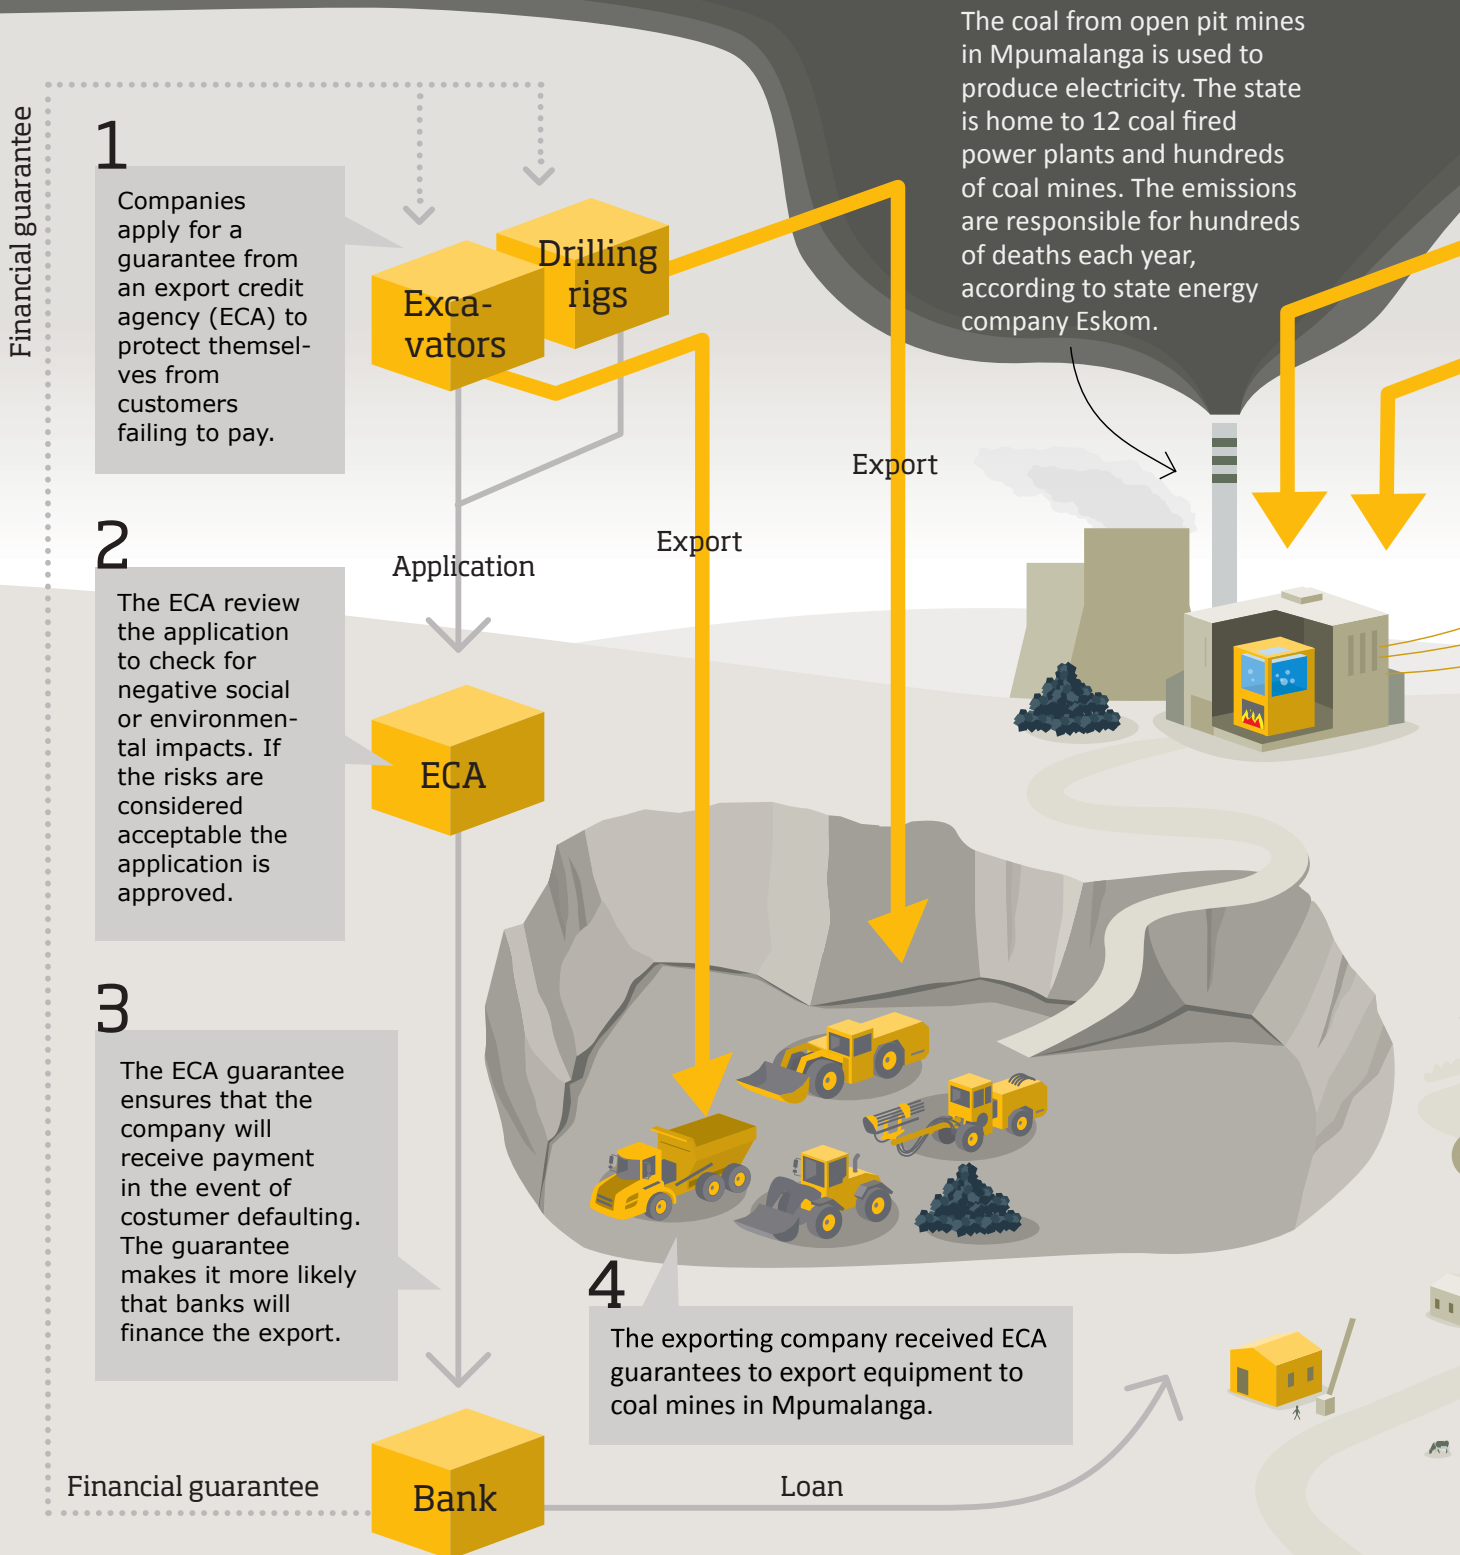 The coal from open pit mines
in Mpumalanga is used to
produce electricity. The state
is home to 12 coal fired
power plants and hundreds
of coal mines. The emissions
are responsible for hundreds
of deaths each year,
according to state energy
company Eskom.
Financial guarantee
1
Companies
apply for a
guarantee from
an export credit
agency (ECA) to
protect themsel-
ves from
customers
failing to pay.
Drilling
rigs
Exca-
vators
Export
Export
Application
2
The ECA review
the application
to check for
negative social
or environmen-
tal impacts. If
the risks are
considered
acceptable the
application is
approved.
ECA
3
The ECA guarantee
ensures that the
company will
receive payment
in the event of
costumer defaulting.
The guarantee
makes it more likely
that banks will
finance the export.
4
The exporting company received ECA
guarantees to export equipment to
coal mines in Mpumalanga.
Financial guarantee
Bank
Loan